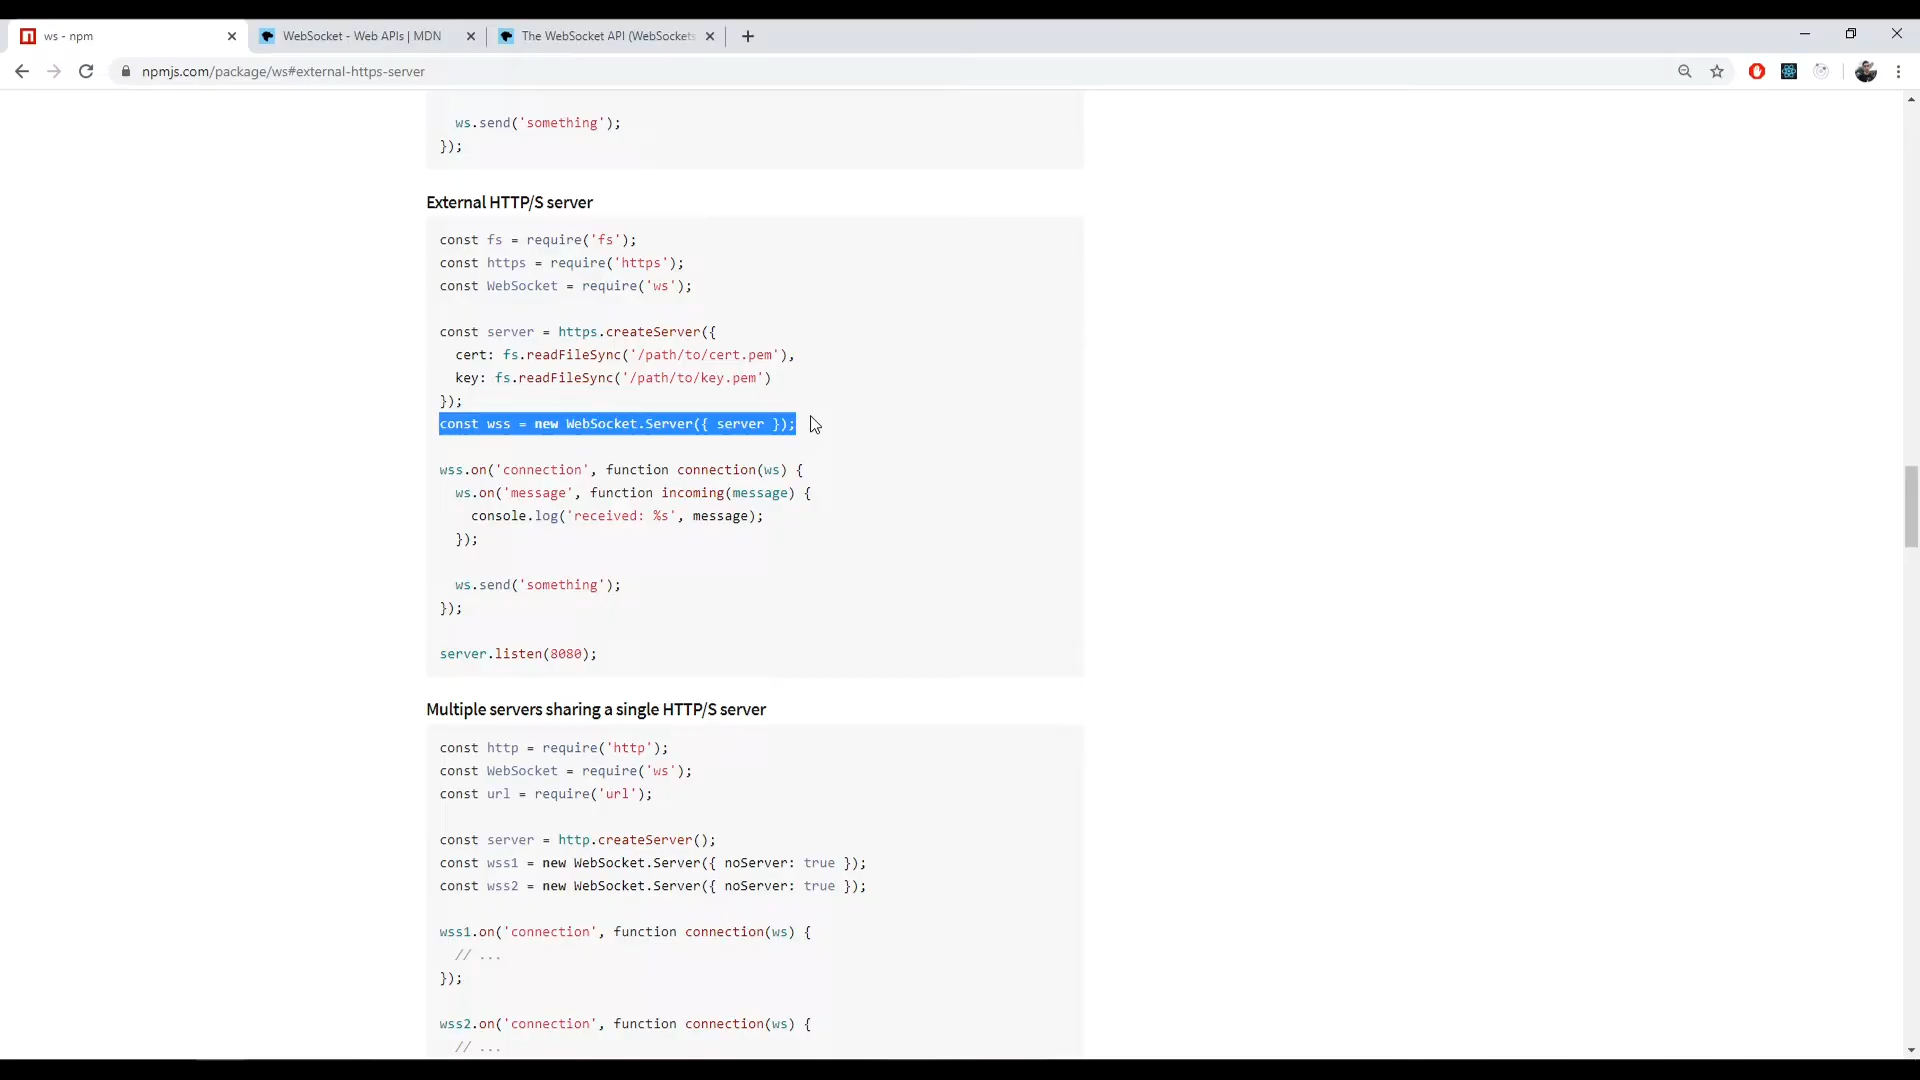 ws - npm
WebSocket - Web APIs | MDN
The WebSocket API (WebSockets
npmjs.com/package/ws#external-https-server
ws.send('something');
});
External HTTP/S server
const fs = require('fs');
const https = require('https');
const WebSocket = require('ws');
const server = https.createServer({
  cert: fs.readFileSync('/path/to/cert.pem'),
  key: fs.readFileSync('/path/to/key.pem')
});
const wss = new WebSocket.Server({ server });
wss.on('connection', function connection(ws) {
  ws.on('message', function incoming(message) {
    console.log('received: %s', message);
  });
  ws.send('something');
});
server.listen(8080);
Multiple servers sharing a single HTTP/S server
const http = require('http');
const WebSocket = require('ws');
const url = require('url');
const server = http.createServer();
const wss1 = new WebSocket.Server({ noServer: true });
const wss2 = new WebSocket.Server({ noServer: true });
wss1.on('connection', function connection(ws) {
  // ...
});
wss2.on('connection', function connection(ws) {
  // ...